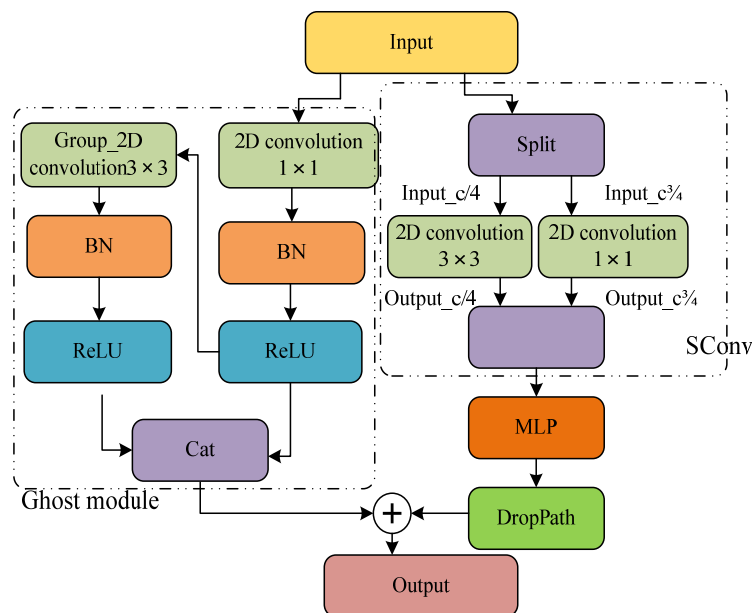 Input
Group_2D
convolution3×3
2D convolution
1×1
Split
Input_c/4
Input_c¾
BN
BN
2D convolution
3×3
2D convolution
1×1
Output_c/4
Output_c¾
ReLU
ReLU
SConv
MLP
Cat
Ghost module
DropPath
+
Output